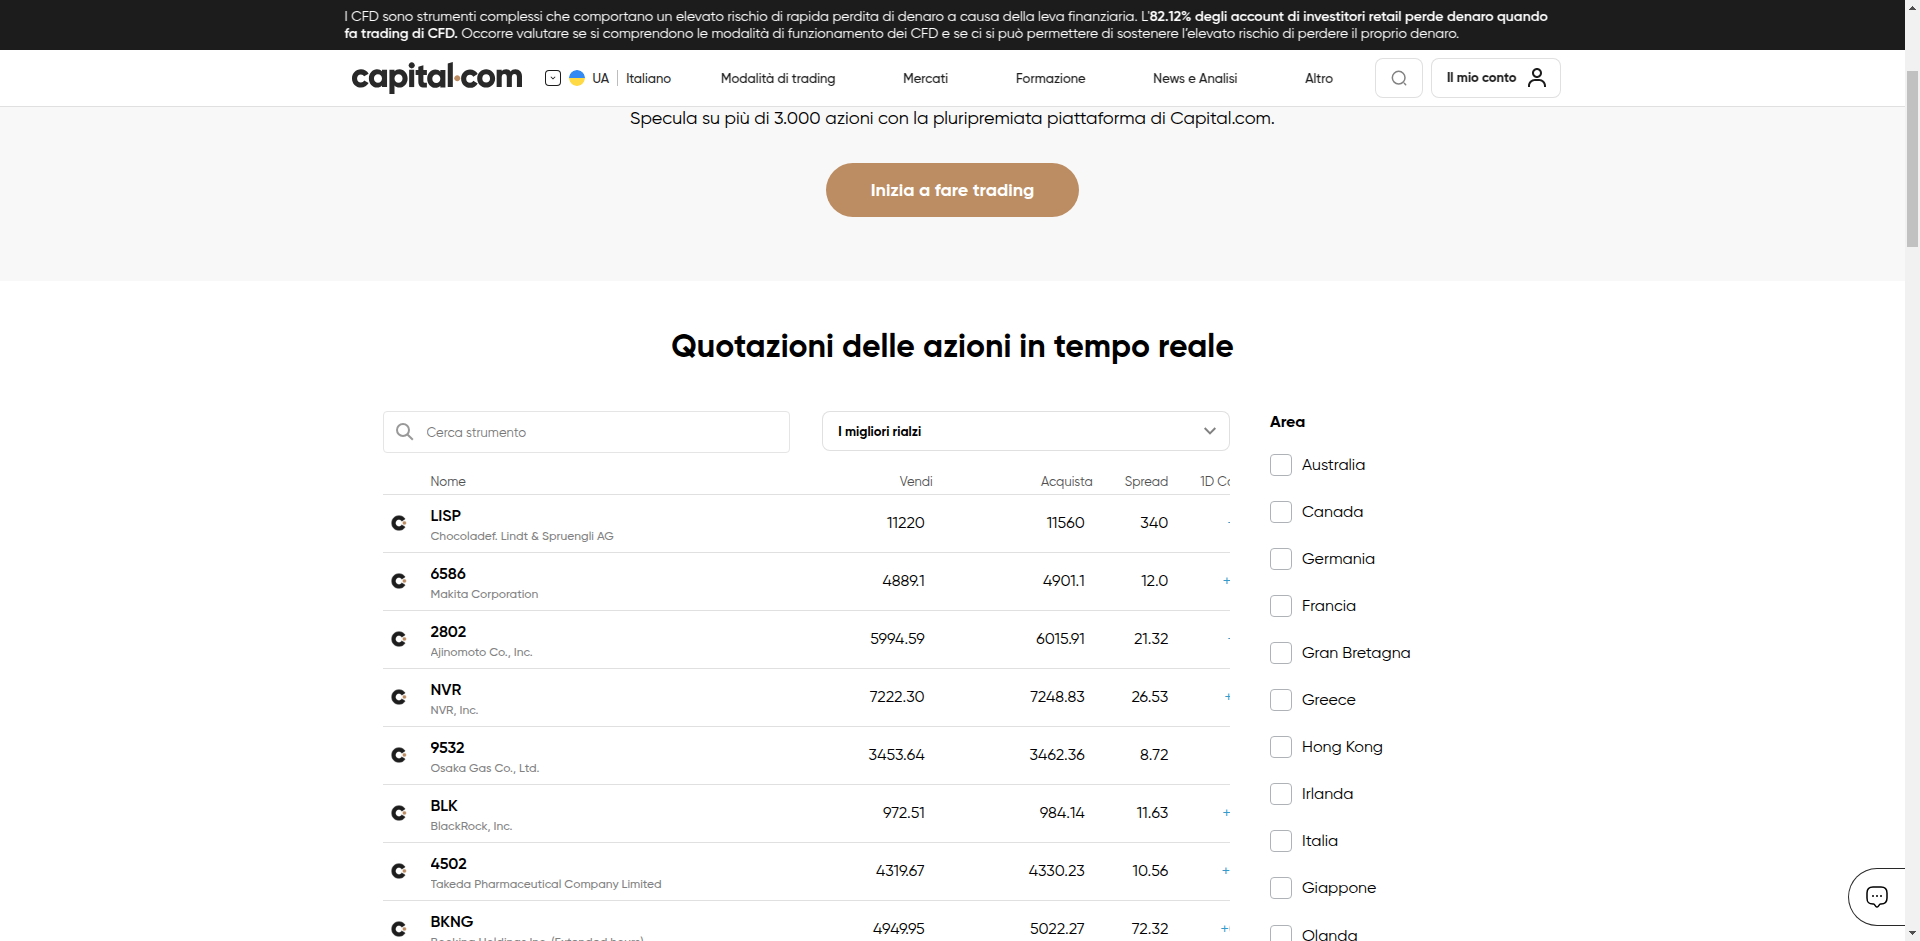 I CFD sono strumenti complessi che comportano un elevato rischio di rapida perdita di denaro a causa della leva finanziaria. L'82.12% degli account di investitori retail perde denaro quando
fa trading di CFD. Occorre valutare se si comprendono le modalità di funzionamento dei CFD e se ci si può permettere di sostenere l'elevato rischio di perdere il proprio denaro.
capital.com UA Italiano Modalità di trading Mercati Formazione News e Analisi Altro Il mio conto
Specula su più di 3.000 azioni con la pluripremiata piattaforma di Capital.com.
Inizia a fare trading
Quotazioni delle azioni in tempo reale
Cerca strumento
I migliori rialzi
Nome Vendi Acquista Spread 1D
LISP 11220 11560 340 -
Chocoladef. Lindt & Spruengli AG
6586 4889.1 4901.1 12.0 +
Makita Corporation
2802 5994.59 6015.91 21.32 -
Ajinomoto Co., Inc.
NVR 7222.30 7248.83 26.53 +
NVR, Inc.
9532 3453.64 3462.36 8.72
Osaka Gas Co., Ltd.
BLK 972.51 984.14 11.63 +
BlackRock, Inc.
4502 4319.67 4330.23 10.56 +
Takeda Pharmaceutical Company Limited
BKNG 4949.95 5022.27 72.32 +
Booking Holdings Inc. (Extended hours)
Area
Australia
Canada
Germania
Francia
Gran Bretagna
Greece
Hong Kong
Irlanda
Italia
Giappone
Olanda